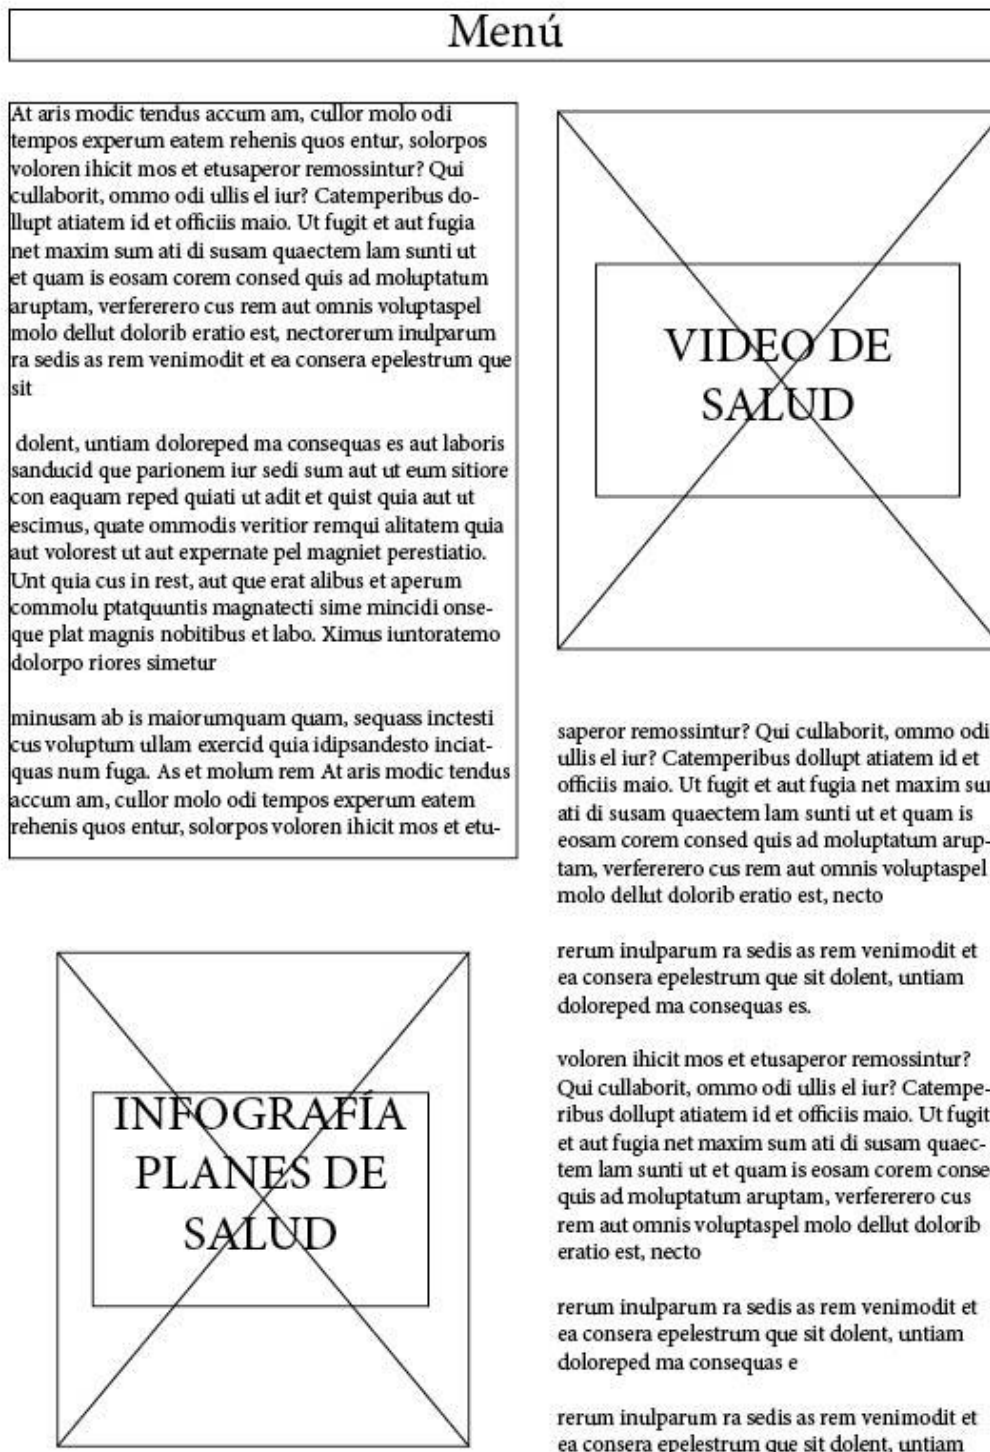 Menú
At aris modic tendus accum am, cullor molo odi
tempos experum eatem rehenis quos entur, solorpos
voloren ihicit mos et etusaperor remossintur? Qui
cullaborit, ommo odi ullis el iur? Catemperibus do-
llupt atiatem id et officiis maio. Ut fugit et aut fugia
net maxim sum ati di susam quaectem lam sunti ut
et quam is eosam corem consed quis ad moluptatum
aruptam, verfererero cus rem aut omnis voluptaspel
molo dellut dolorib eratio est, nectorerum inulparum
ra sedis as rem venimodit et ea consera epelestrum que
sit
dolent, untiam doloreped ma consequas es aut laboris
sanducid que parionem iur sedi sum aut ut eum sitiore
con eaquam reped quiati ut adit et quist quia aut ut
escimus, quate ommodis veritior remqui alitatem quia
aut volorest ut aut expernate pel magniet perestiatio.
Unt quia cus in rest, aut que erat alibus et aperum
commolu ptatquuntis magnatecti sime mincidi onse-
que plat magnis nobitibus et labo. Ximus iuntoratemo
dolorpo riores simetur
minusam ab is maiorumquam quam, sequass inctesti
cus voluptum ullam exercid quia idipsandesto inciat-
quas num fuga. As et molum rem At aris modic tendus
accum am, cullor molo odi tempos experum eatem
rehenis quos entur, solorpos voloren ihicit mos et etu-
INFOGRAFÍA
PLANES DE
SALUD
VIDEO DE
SALUD
saperor remossintur? Qui cullaborit, ommo odi
ullis el iur? Catemperibus dollupt atiatem id et
officiis maio. Ut fugit et aut fugia net maxim su
ati di susam quaectem lam sunti ut et quam is
eosam corem consed quis ad moluptatum arup-
tam, verfererero cus rem aut omnis voluptaspel
molo dellut dolorib eratio est, necto
rerum inulparum ra sedis as rem venimodit et
ea consera epelestrum que sit dolent, untiam
doloreped ma consequas es.
voloren ihicit mos et etusaperor remossintur?
Qui cullaborit, ommo odi ullis el iur? Catempe-
ribus dollupt atiatem id et officiis maio. Ut fugit
et aut fugia net maxim sum ati di susam quaec-
tem lam sunti ut et quam is eosam corem conse
quis ad moluptatum aruptam, verfererero cus
rem aut omnis voluptaspel molo dellut dolorib
eratio est, necto
rerum inulparum ra sedis as rem venimodit et
ea consera epelestrum que sit dolent, untiam
doloreped ma consequas e
rerum inulparum ra sedis as rem venimodit et
ea consera epelestrum que sit dolent, untiam